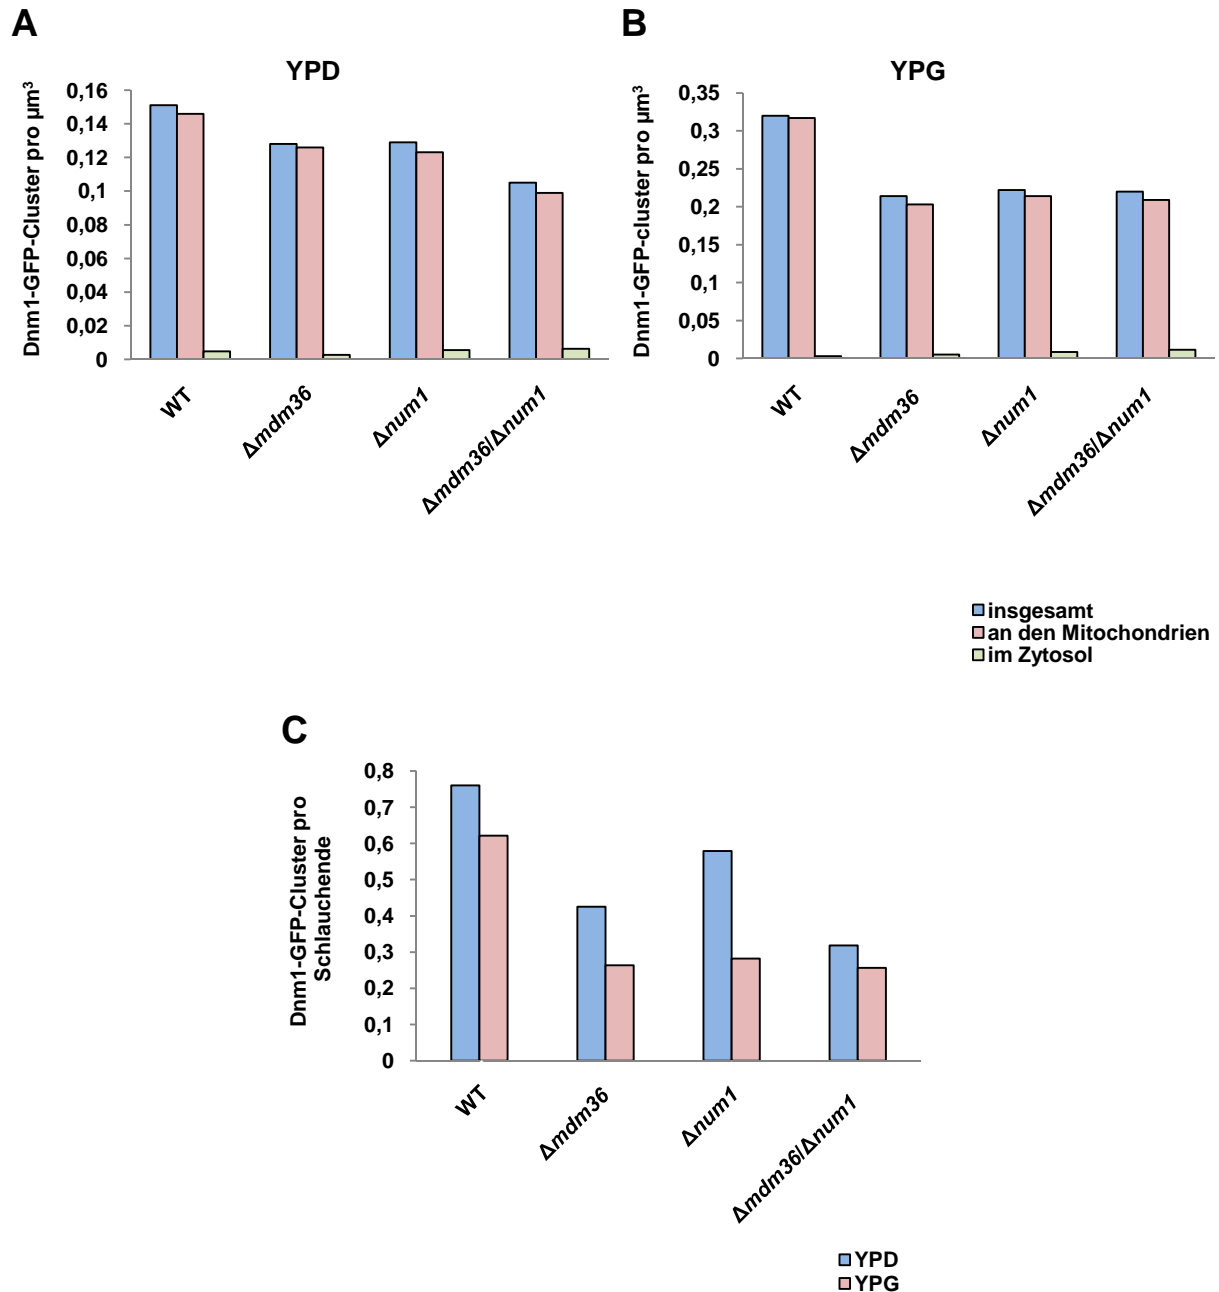 A
YPD
Dnm1-GFP-Cluster pro µm³
0,16
0,14
0,12
0,1
0,08
0,06
0,04
0,02
0
WT
Δmdm36
Δnum1
Δmdm36/Δnum1
B
YPG
Dnm1-GFP-cluster pro µm³
0,35
0,3
0,25
0,2
0,15
0,1
0,05
0
WT
Δmdm36
Δnum1
Δmdm36/Δnum1
insgesamt
an den Mitochondrien
im Zytosol
C
Dnm1-GFP-Cluster pro
Schlauchende
0,8
0,7
0,6
0,5
0,4
0,3
0,2
0,1
0
WT
Δmdm36
Δnum1
Δmdm36/Δnum1
YPD
YPG